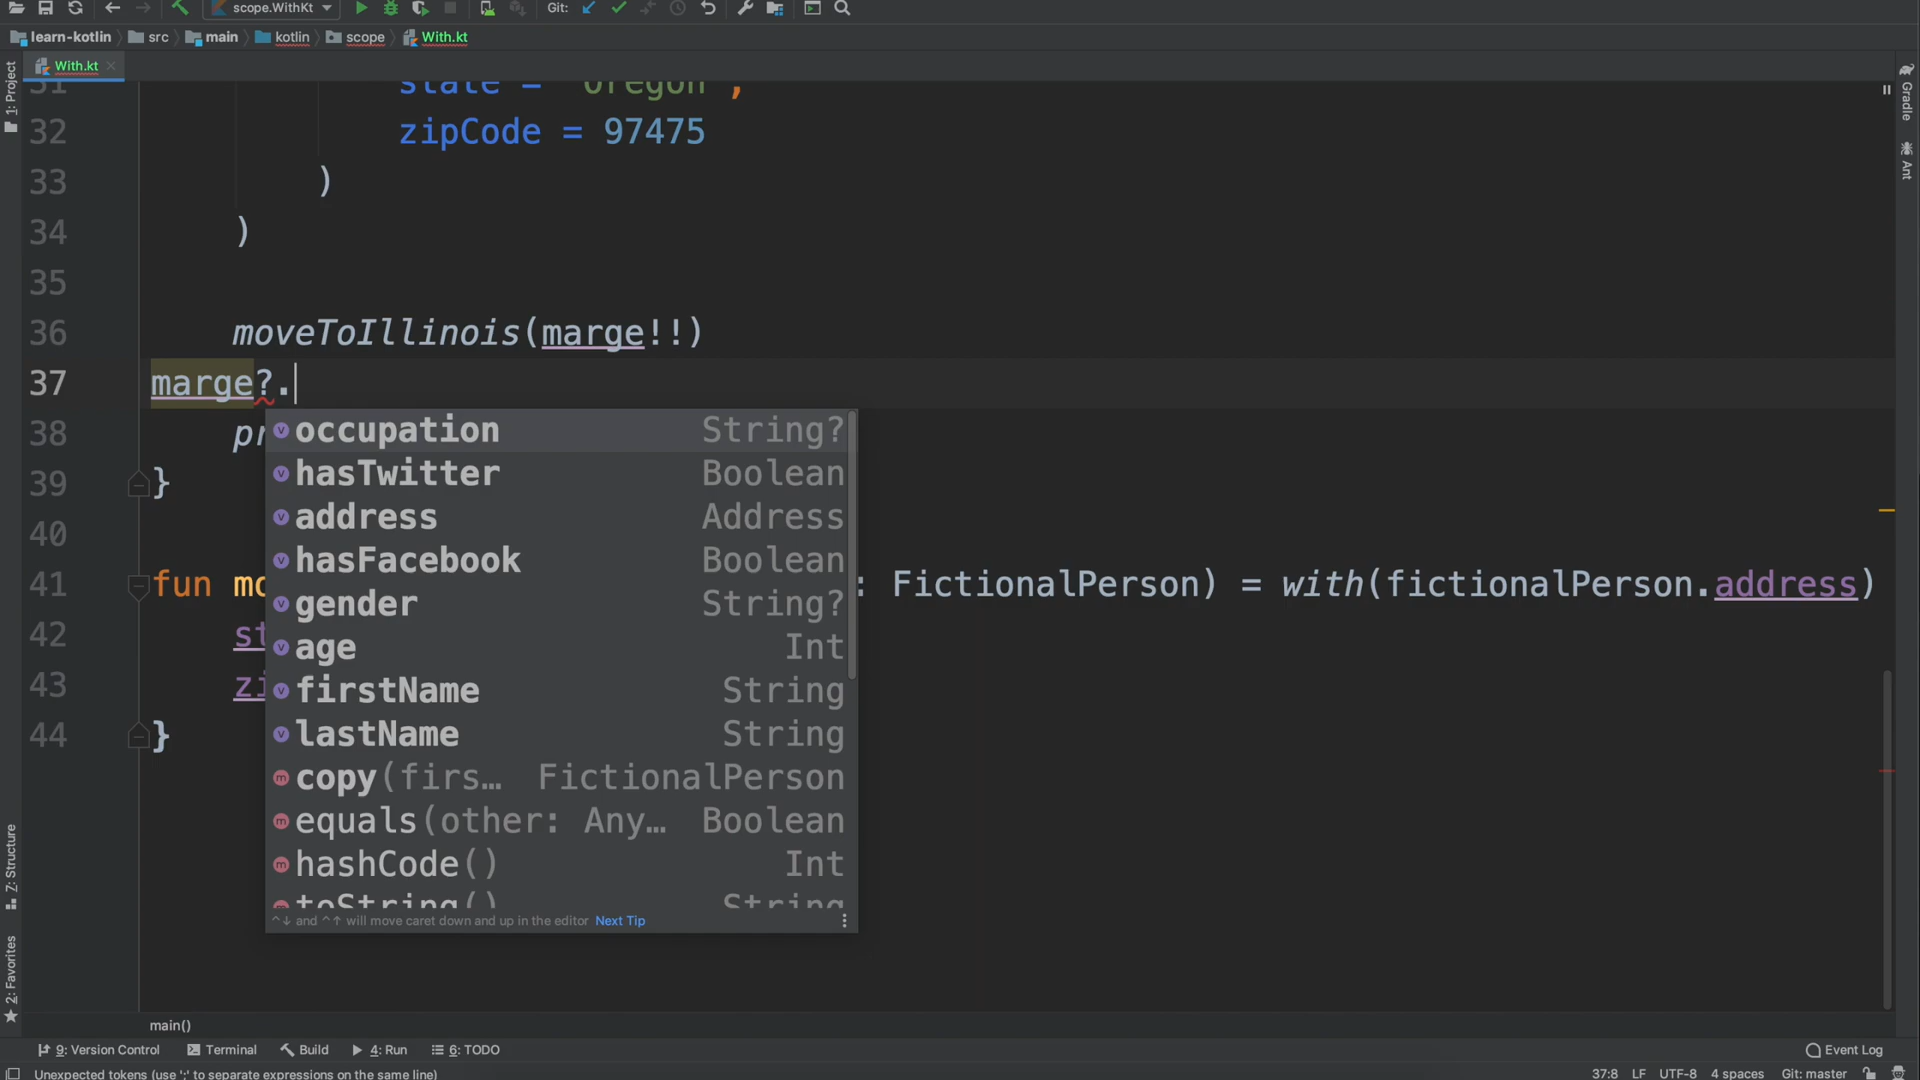 scope.WithKt
Git:
learn-kotlin src main kotlin scope With.kt
With.kt
1: Project
Gradle
Ant
31 state = "oregon",
32 zipCode = 97475
33 )
34 )
35
36 moveToIllinois(marge!!)
37 marge?.
38 pr
39 }
40
41 fun mo : FictionalPerson) = with(fictionalPerson.address)
42 st
43 zi
44 }
occupation String?
hasTwitter Boolean
address Address
hasFacebook Boolean
gender String?
age Int
firstName String
lastName String
copy(firs… FictionalPerson
equals(other: Any… Boolean
hashCode() Int
toString() String
^↓ and ^↑ will move caret down and up in the editor Next Tip
Z: Structure
2: Favorites
main()
9: Version Control Terminal Build 4: Run 6: TODO Event Log
Unexpected tokens (use ';' to separate expressions on the same line) 37:8 LF UTF-8 4 spaces Git: master